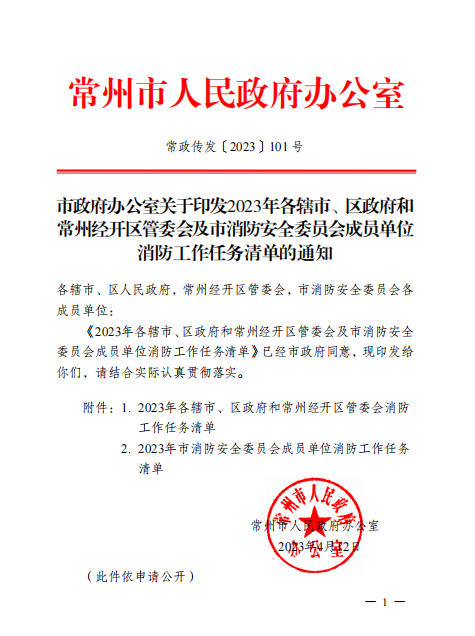 常州市人民政府办公室
常政传发〔2023〕101号
市政府办公室关于印发2023年各辖市、区政府和
常州经开区管委会及市消防安全委员会成员单位
消防工作任务清单的通知
各辖市、区人民政府，常州经开区管委会，市消防安全委员会各
成员单位：
《2023年各辖市、区政府和常州经开区管委会及市消防安全
委员会成员单位消防工作任务清单》已经市政府同意，现印发给
你们，请结合实际认真贯彻落实。
附件：1. 2023年各辖市、区政府和常州经开区管委会消防
工作任务清单
2. 2023年市消防安全委员会成员单位消防工作任务
清单
常州市人民政府
办公室
常州市人民政府办公室
2023年4月12日
（此件依申请公开）
— 1 —